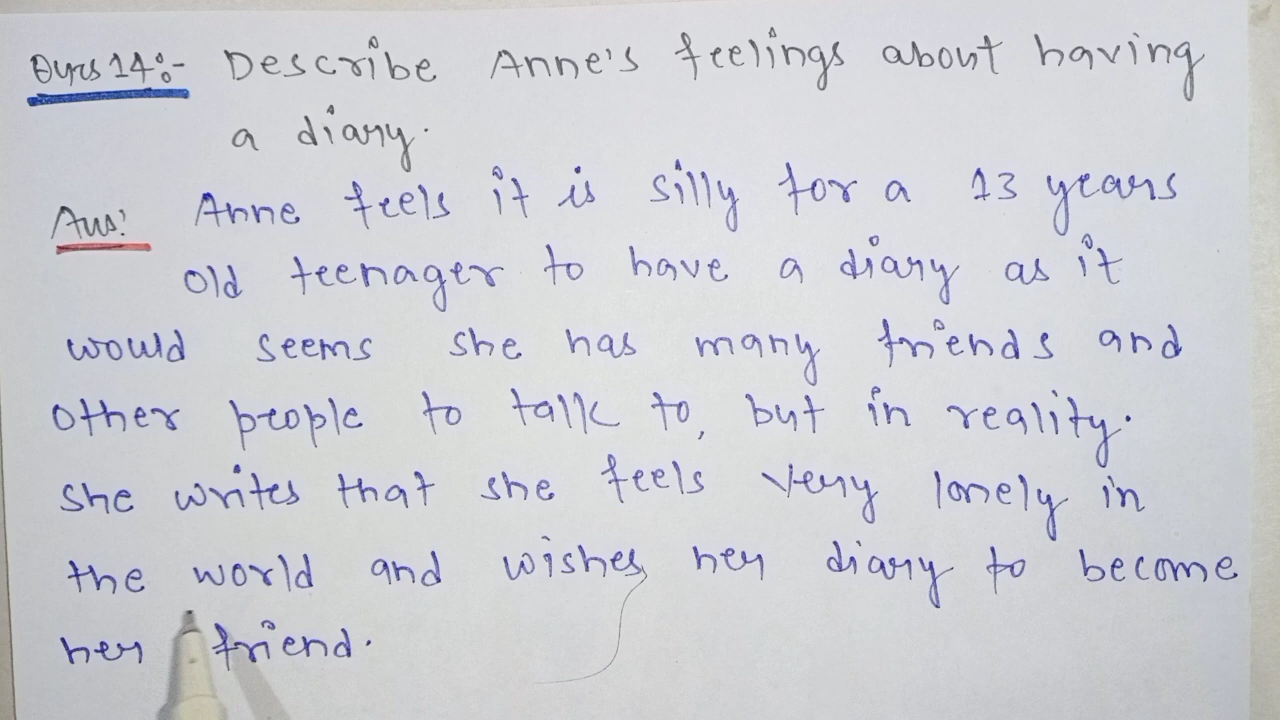 Ques 14:- Describe Anne's feelings about having
a diary.
Ans: Anne feels it is silly for a 13 years
old teenager to have a diary as it
would seems she has many friends and
other people to talk to, but in reality.
She writes that she feels very lonely in
the world and wishes her diary to become
her friend.